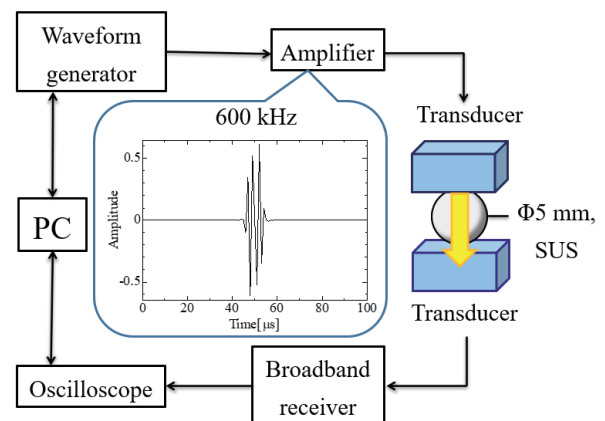 Waveform
generator
Amplifier
600 kHz
Amplitude
0.5
0
-0.5
0 20 40 60 80 100
Time[μs]
Transducer
Φ5 mm,
SUS
Transducer
PC
Oscilloscope
Broadband
receiver